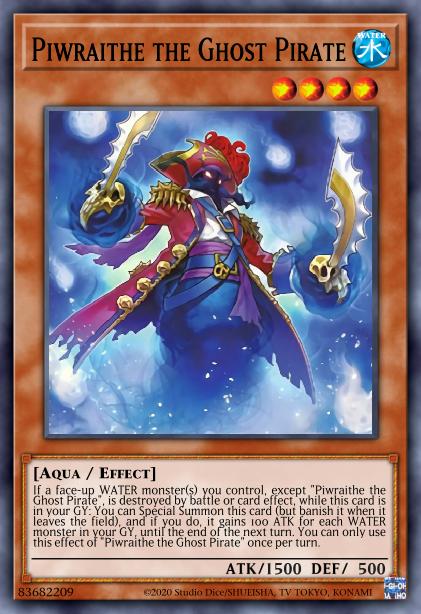 PIWRAITHE THE GHOST PIRATE
WATER
水
[AQUA / EFFECT]
If a face-up WATER monster(s) you control, except "Piwraithe the
Ghost Pirate", is destroyed by battle or card effect, while this card is
in your GY: You can Special Summon this card (but banish it when it
leaves the field), and if you do, it gains 100 ATK for each WATER
monster in your GY, until the end of the next turn. You can only use
this effect of "Piwraithe the Ghost Pirate" once per turn.
ATK/1500 DEF/ 500
83682209
©2020 Studio Dice/SHUEISHA, TV TOKYO, KONAMI